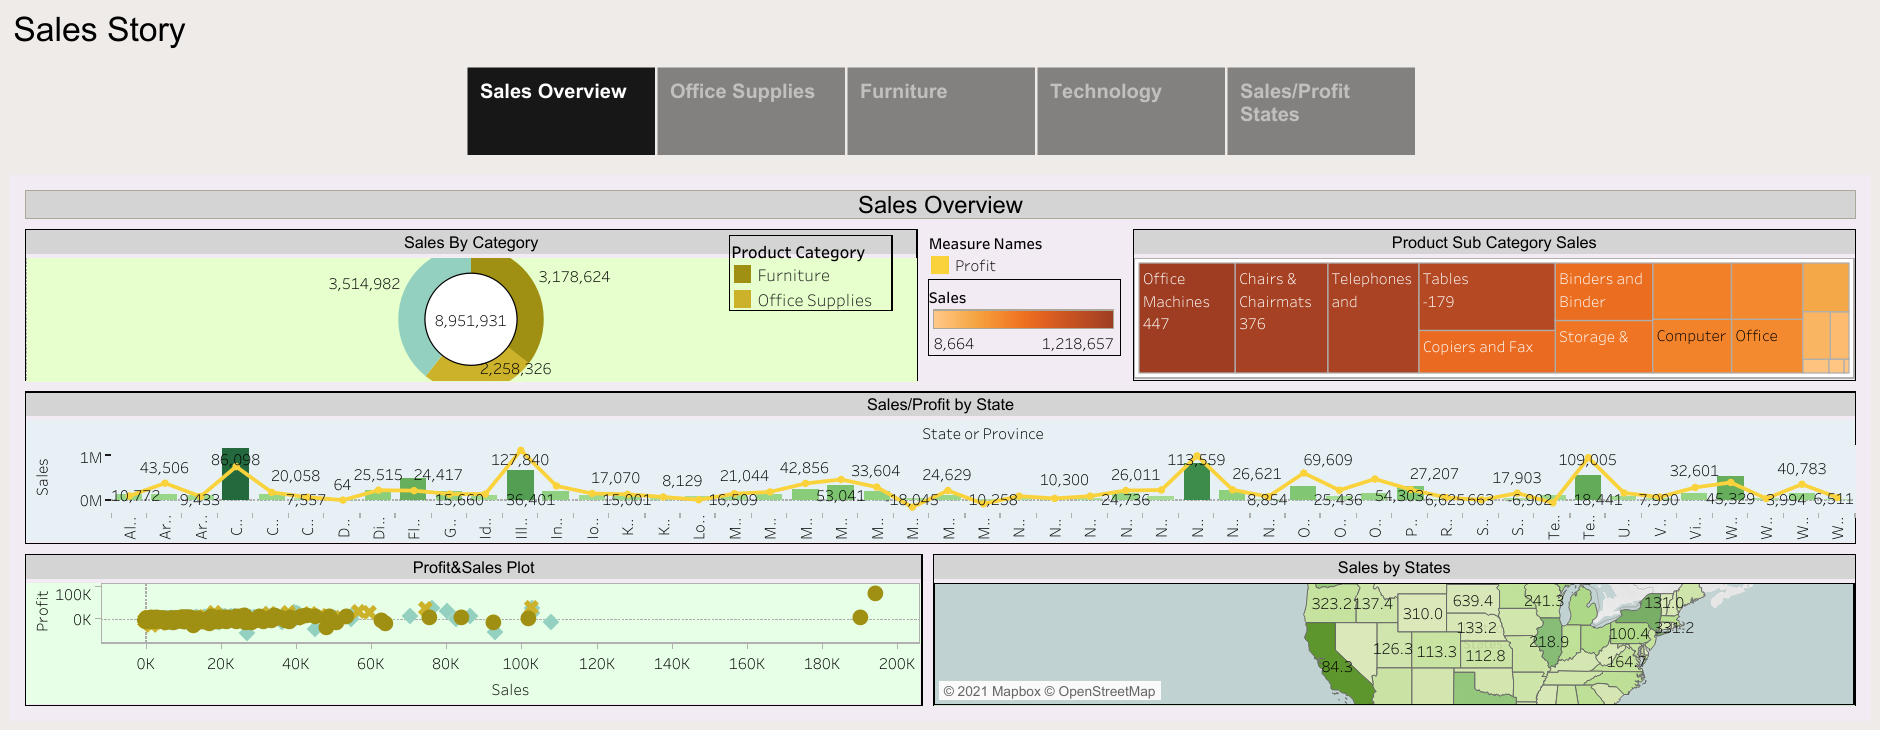 Sales Story
Sales Overview
Office Supplies
Furniture
Technology
Sales/Profit
States
Sales Overview
Sales By Category
3,514,982
3,178,624
8,951,931
2,258,326
Product Category
Furniture
Office Supplies
Measure Names
Profit
Sales
8,664 1,218,657
Product Sub Category Sales
Office
Machines
447
Chairs &
Chairmats
376
Telephones
and
Tables
-179
Copiers and Fax
Binders and
Binder
Storage &
Computer
Office
Sales/Profit by State
State or Province
Sales
1M
0M
10,772 43,506 9,433 86,098 20,058 7,557 64 25,515 24,417 15,660 127,840 36,401 17,070 15,001 8,129 16,509 21,044 42,856 53,041 33,604 -18,045 24,629 -10,258 10,300 24,736 26,011 113,559 26,621 8,854 69,609 25,436 54,303 27,207 6,625 663 17,903 -6,902 109,005 18,441 7,990 32,601 45,329 3,994 40,783 6,511
Al.. Ar.. Ar.. C.. C.. C.. D.. Di.. Fl.. G.. Id.. Ill.. In.. Io.. K.. K.. Lo.. M.. M.. M.. M.. M.. M.. M.. M.. N.. N.. N.. N.. N.. N.. N.. N.. O.. O.. O.. P.. R.. S.. S.. Te.. Te.. U.. V.. Vi.. W.. W.. W.. W..
Profit&Sales Plot
Profit
100K
0K
0K 20K 40K 60K 80K 100K 120K 140K 160K 180K 200K
Sales
Sales by States
323.2 137.4 310.0 639.4 241.3 131.0
133.2 218.9 100.4 331.2
84.3 126.3 113.3 112.8 164.7
© 2021 Mapbox © OpenStreetMap